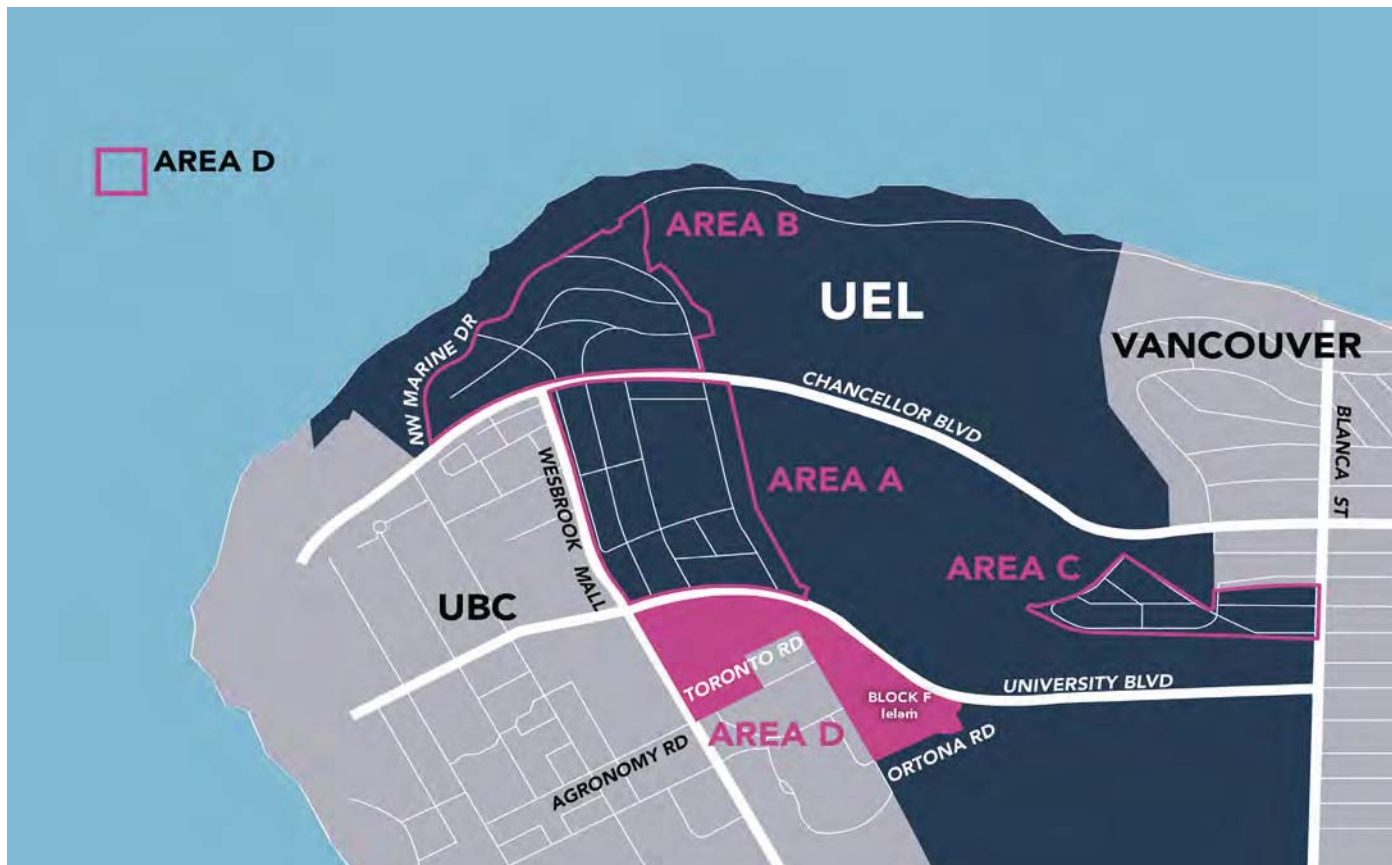 AREA D
AREA B
UEL
VANCOUVER
NW MARINE DR
CHANCELLOR BLVD
BLANCA ST
WESBROOK MALL
AREA A
AREA C
UBC
TORONTO RD
BLOCK F
leləm̓
UNIVERSITY BLVD
AREA D
ORTONA RD
AGRONOMY RD